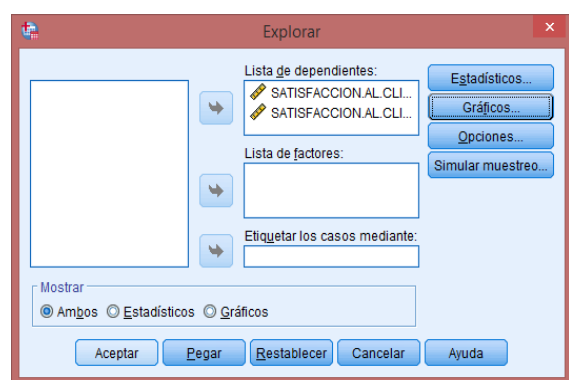 Explorar
Lista de dependientes:
SATISFACCION.AL.CLI...
SATISFACCION.AL.CLI...
Lista de factores:
Etiquetar los casos mediante:
Estadísticos...
Gráficos...
Opciones...
Simular muestreo...
Mostrar
Ambos Estadísticos Gráficos
Aceptar Pegar Restablecer Cancelar Ayuda